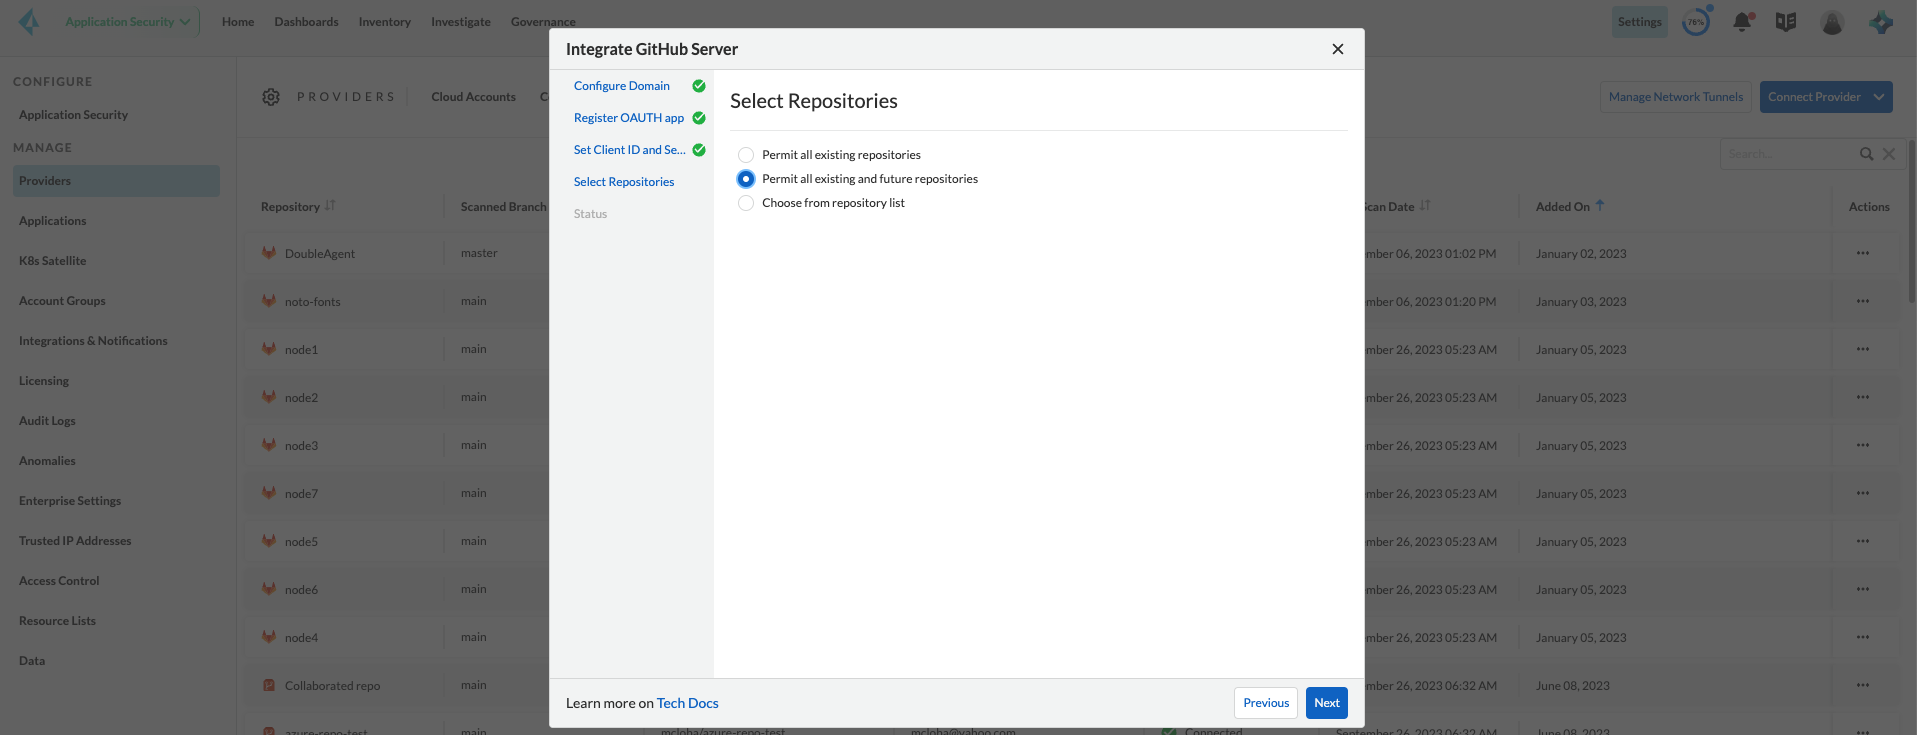 Application Security
Home
Dashboards
Inventory
Investigate
Governance
Settings
76%
Integrate GitHub Server
CONFIGURE
Application Security
MANAGE
Providers
Applications
K8s Satellite
Account Groups
Integrations & Notifications
Licensing
Audit Logs
Anomalies
Enterprise Settings
Trusted IP Addresses
Access Control
Resource Lists
Data
PROVIDERS
Cloud Accounts
Manage Network Tunnels
Connect Provider
Search...
Configure Domain
Register OAUTH app
Set Client ID and Se...
Select Repositories
Status
Select Repositories
Permit all existing repositories
Permit all existing and future repositories
Choose from repository list
Learn more on Tech Docs
Previous
Next
Repository Scanned Branch Scan Date Added On Actions
DoubleAgent master mber 06, 2023 01:02 PM January 02, 2023
noto-fonts main mber 06, 2023 01:20 PM January 03, 2023
node1 main mber 26, 2023 05:23 AM January 05, 2023
node2 main mber 26, 2023 05:23 AM January 05, 2023
node3 main mber 26, 2023 05:23 AM January 05, 2023
node7 main mber 26, 2023 05:23 AM January 05, 2023
node5 main mber 26, 2023 05:23 AM January 05, 2023
node6 main mber 26, 2023 05:23 AM January 05, 2023
node4 main mber 26, 2023 05:23 AM January 05, 2023
Collaborated repo main mber 26, 2023 06:32 AM June 08, 2023
azure-repo-test main mcloha/azure-repo-test mcloha@yahoo.com Connected September 26, 2023 06:32 AM June 08, 2023